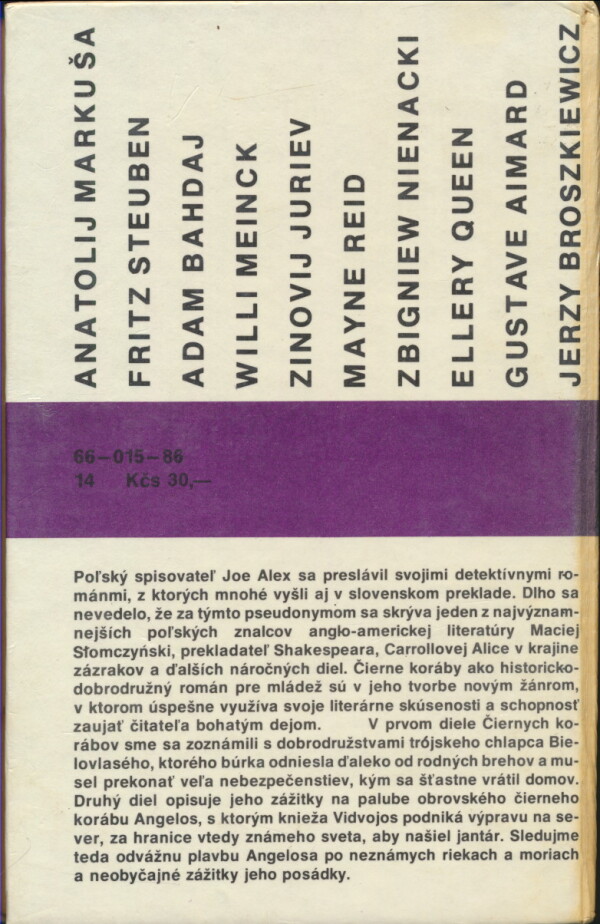 ANATOLIJ MARKUŠA
FRITZ STEUBEN
ADAM BAHDAJ
WILLI MEINCK
ZINOVIJ JURIEV
MAYNE REID
ZBIGNIEW NIENACKI
ELLERY QUEEN
GUSTAVE AIMARD
JERZY BROSZKIEWICZ
66—015—86
14 Kčs 30,—
Poľský spisovateľ Joe Alex sa preslávil svojimi detektívnymi ro-
mánmi, z ktorých mnohé vyšli aj v slovenskom preklade. Dlho sa
nevedelo, že za týmto pseudonymom sa skrýva jeden z najvýznam-
nejších poľských znalcov anglo-americkej literatúry Maciej
Sfomczyński, prekladateľ Shakespeara, Carrollovej Alice v krajine
zázrakov a ďalších náročných diel. Čierne koráby ako historicko-
dobrodružný román pre mládež sú v jeho tvorbe novým žánrom,
v ktorom úspešne využíva svoje literárne skúsenosti a schopnosť
zaujať čitateľa bohatým dejom. V prvom diele Čiernych ko-
rábov sme sa zoznámili s dobrodružstvami trójskeho chlapca Bie-
lovlasého, ktorého búrka odniesla ďaleko od rodných brehov a mu-
sel prekonať veľa nebezpečenstiev, kým sa šťastne vrátil domov.
Druhý diel opisuje jeho zážitky na palube obrovského čierneho
korábu Angelos, s ktorým knieža Vidvojos podniká výpravu na se-
ver, za hranice vtedy známeho sveta, aby našiel jantár. Sledujme
teda odvážnu plavbu Angelosa po neznámych riekach a moriach
a neobyčajné zážitky jeho posádky.